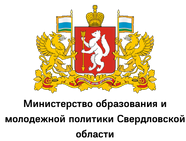 Министерство образования и
молодежной политики Свердловской
области